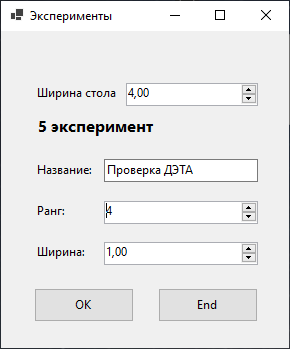 Эксперименты
Ширина стола 4,00
5 эксперимент
Название: Проверка ДЭТА
Ранг: 4
Ширина: 1,00
OK End